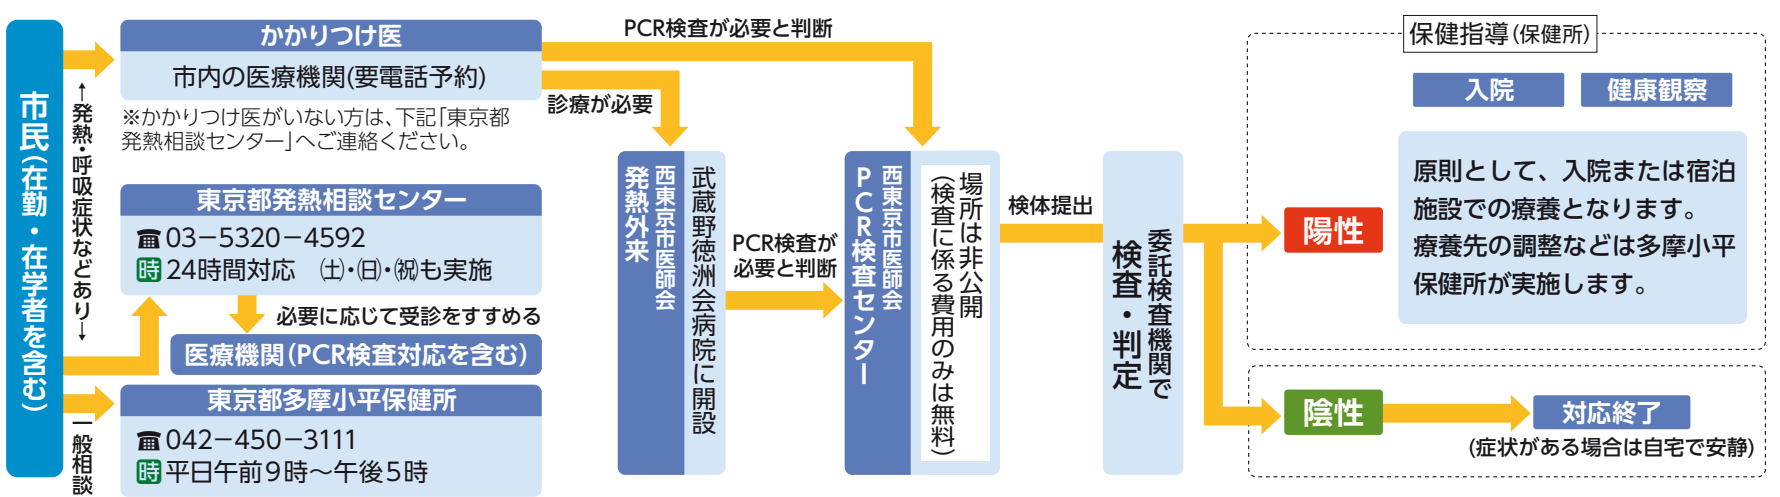 市民(在勤・在学者を含む)
←発熱・呼吸症状などあり→
一般相談
かかりつけ医
市内の医療機関(要電話予約)
※かかりつけ医がいない方は、下記「東京都
発熱相談センター」へご連絡ください。
東京都発熱相談センター
☎03−5320−4592
時24時間対応　㈯・㈰・㈷も実施
必要に応じて受診をすすめる
医療機関(PCR検査対応を含む)
東京都多摩小平保健所
☎042−450−3111
時平日午前9時〜午後5時
PCR検査が必要と判断
診療が必要
西東京市医師会
発熱外来
武蔵野徳洲会病院に開設
PCR検査が
必要と判断
西東京市医師会
PCR検査センター
場所は非公開
(検査に係る費用のみは無料)
検体提出
委託検査機関で
検査・判定
保健指導(保健所)
入院
健康観察
陽性
原則として、入院または宿泊
施設での療養となります。
療養先の調整などは多摩小平
保健所が実施します。
陰性
対応終了
(症状がある場合は自宅で安静)